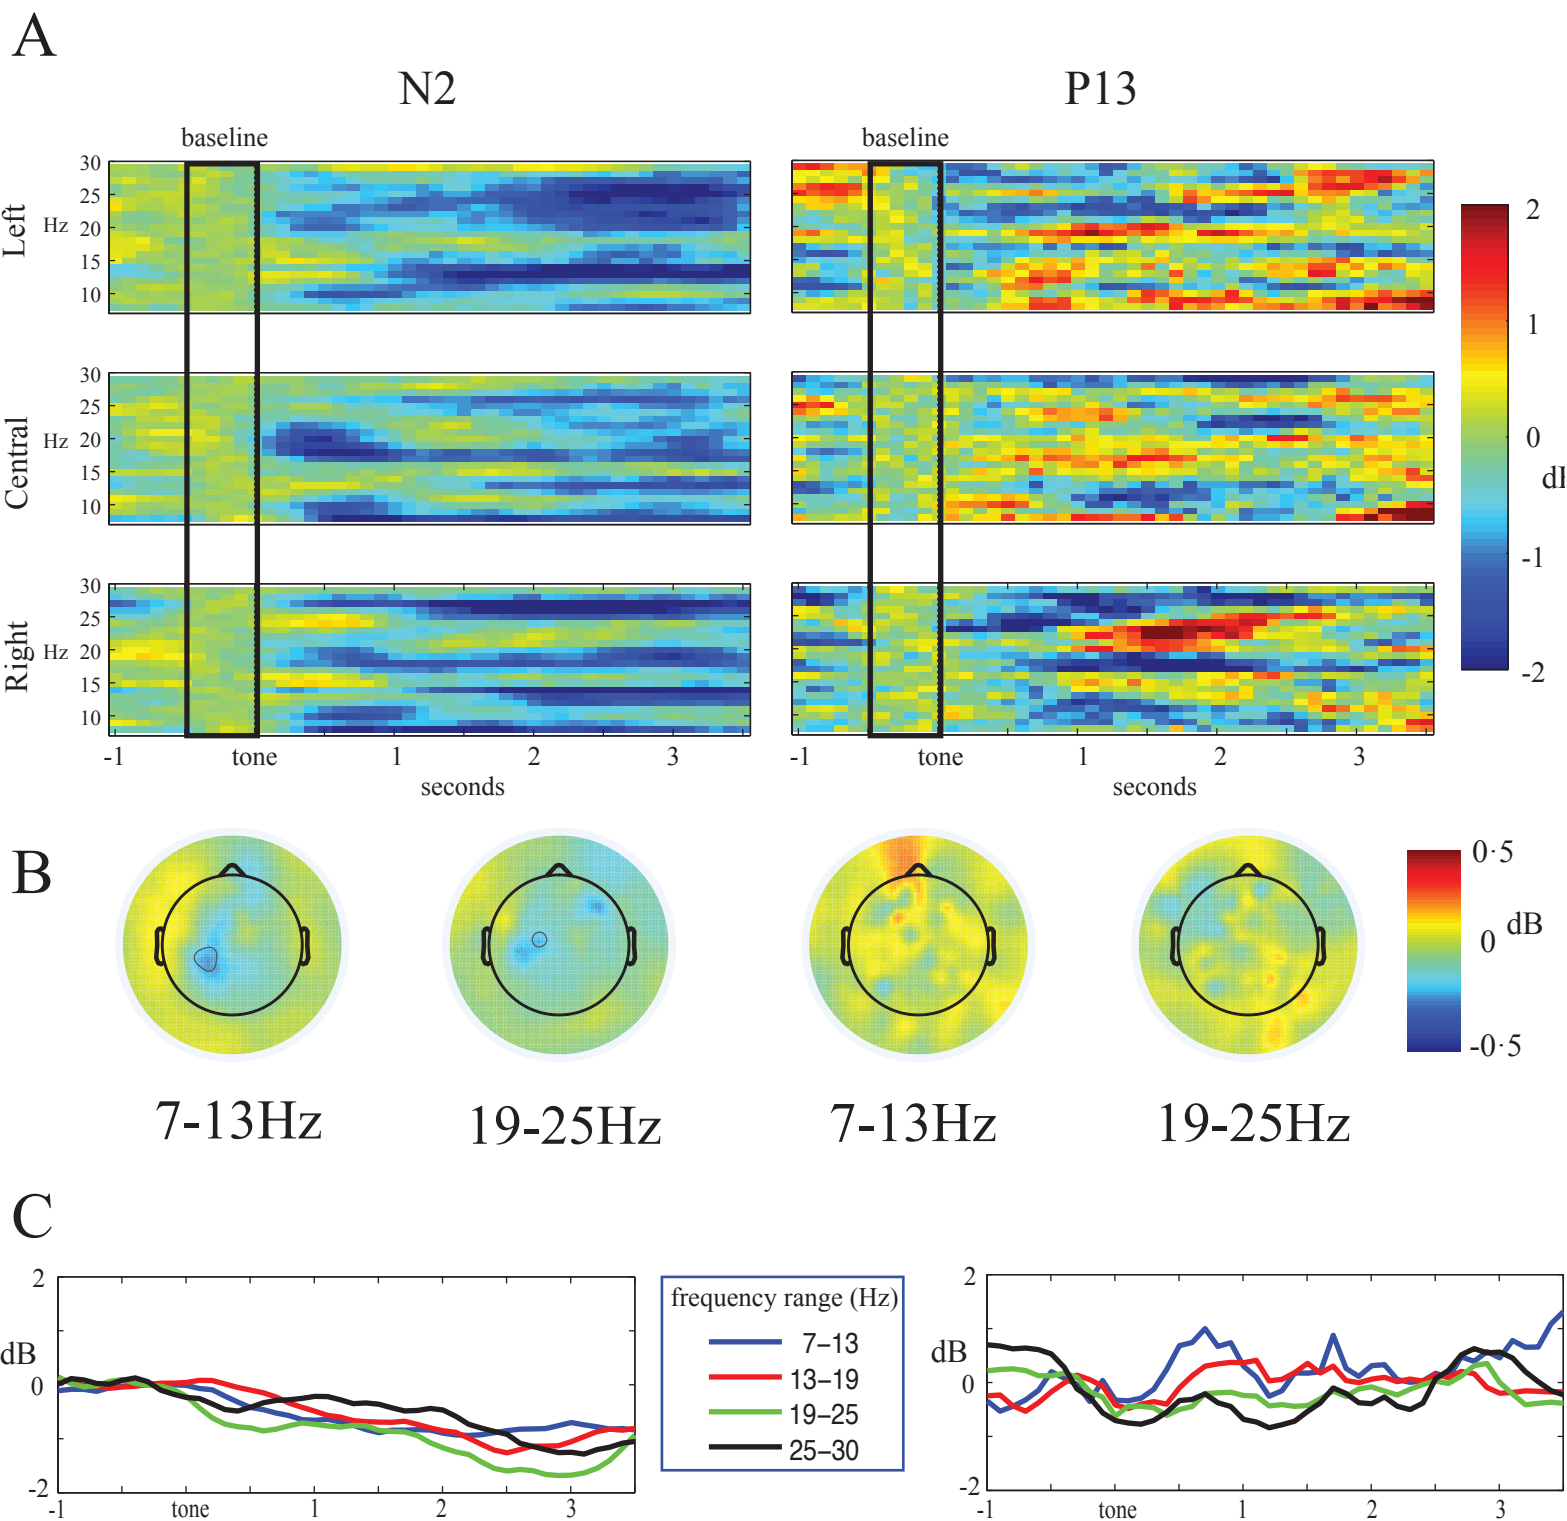 A
N2
P13
baseline
baseline
Left
Hz
30
25
20
15
10
Central
Hz
30
25
20
15
10
Right
Hz
30
25
20
15
10
-1
tone
1
2
3
seconds
-1
tone
1
2
3
seconds
2
1
0
-1
-2
B
0·5
0
-0·5
dB
7-13Hz
19-25Hz
7-13Hz
19-25Hz
C
dB
2
0
-2
-1
tone
1
2
3
frequency range (Hz)
7–13
13–19
19–25
25–30
dB
2
0
-2
-1
tone
1
2
3